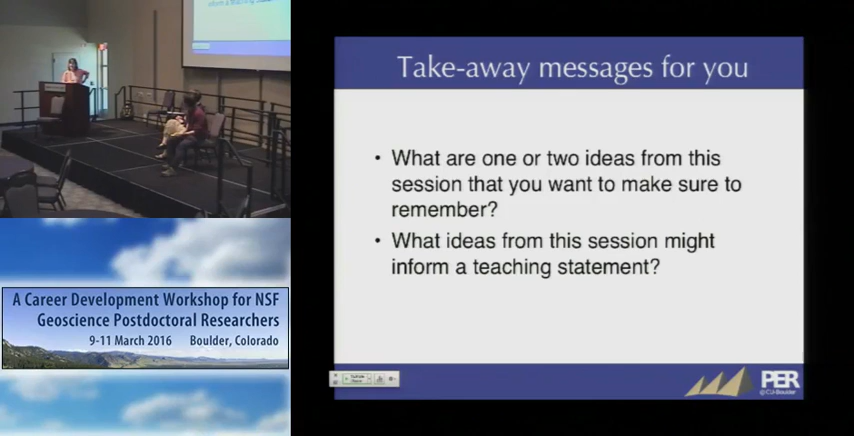 Take-away messages for you
• What are one or two ideas from this
session that you want to make sure to
remember?
• What ideas from this session might
inform a teaching statement?
PER
@CU-Boulder
A Career Development Workshop for NSF
Geoscience Postdoctoral Researchers
9-11 March 2016 Boulder, Colorado